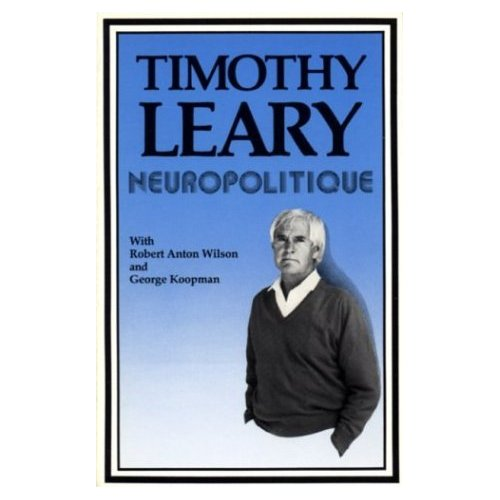 TIMOTHY
LEARY
NEUROPOLITIQUE
With
Robert Anton Wilson
and
George Koopman